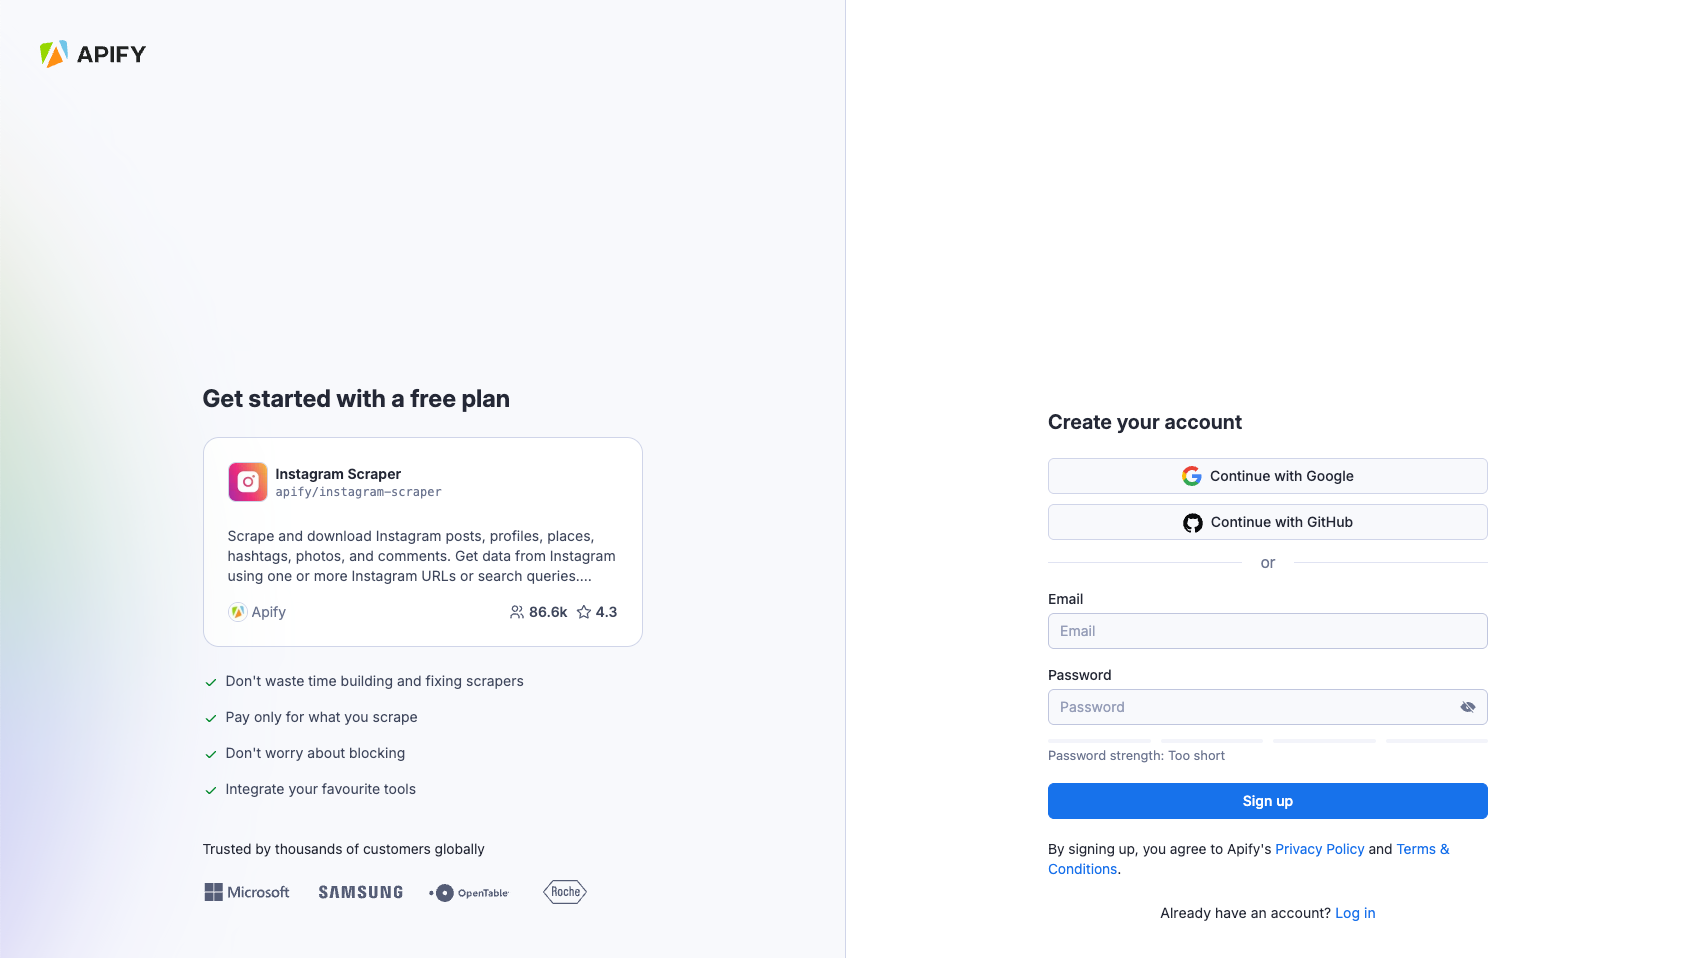 APIFY
Get started with a free plan
Instagram Scraper
apify/instagram-scraper
Scrape and download Instagram posts, profiles, places,
hashtags, photos, and comments. Get data from Instagram
using one or more Instagram URLs or search queries....
Apify 86.6k 4.3
Don't waste time building and fixing scrapers
Pay only for what you scrape
Don't worry about blocking
Integrate your favourite tools
Trusted by thousands of customers globally
Microsoft SAMSUNG OpenTable Roche
Create your account
Continue with Google
Continue with GitHub
or
Email
Email
Password
Password
Password strength: Too short
Sign up
By signing up, you agree to Apify's Privacy Policy and Terms &
Conditions.
Already have an account? Log in